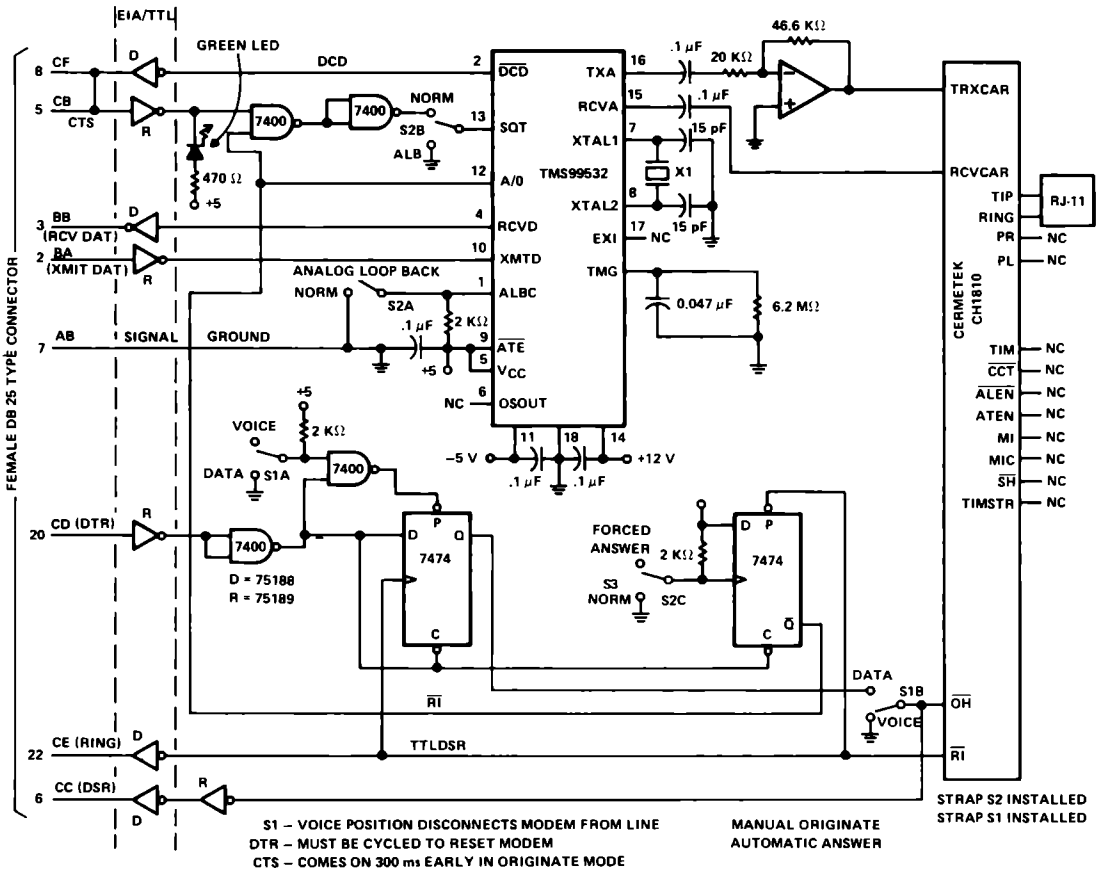 EIA/TTL
GREEN LED
FEMALE DB 25 TYPE CONNECTOR
8 CF
D
DCD
2
D̅C̅D̅
5 CB
CTS
R
7400
7400
NORM
S2B
ALB
13
SQT
470 Ω
+5
12
A/0
TMS99532
3 BB
(RCV DAT)
D
4
RCVD
2 BA
(XMIT DAT)
R
10
XMTD
ANALOG LOOP BACK
NORM
S2A
1
ALBC
2 KΩ
.1 µF
7 AB SIGNAL GROUND
9
A̅T̅E̅
5
VCC
+5
6
NC
OSOUT
TXA
16
.1 µF
20 KΩ
46.6 KΩ
−
+
RCVA
15
.1 µF
XTAL1
7
15 pF
X1
XTAL2
8
15 pF
EXI
17
NC
TMG
0.047 µF
6.2 MΩ
11
18
14
−5 V
+12 V
.1 µF
.1 µF
CERMETEK
CH1810
TRXCAR
RCVCAR
TIP
RING
RJ-11
PR NC
PL NC
TIM NC
C̅C̅T̅ NC
A̅L̅E̅N̅ NC
ATEN NC
MI NC
MIC NC
S̅H̅ NC
TIMSTR NC
+5
2 KΩ
VOICE
DATA
S1A
7400
20 CD (DTR)
R
7400
D = 75188
R = 75189
P
D
Q
7474
C
FORCED
ANSWER
S3
NORM
S2C
2 KΩ
P
D
7474
Q̅
C
R̅I̅
DATA
S1B
VOICE
O̅H̅
22 CE (RING)
D
TTLDSR
R̅I̅
6 CC (DSR)
D
R
S1 – VOICE POSITION DISCONNECTS MODEM FROM LINE
DTR – MUST BE CYCLED TO RESET MODEM
CTS – COMES ON 300 ms EARLY IN ORIGINATE MODE
MANUAL ORIGINATE
AUTOMATIC ANSWER
STRAP S2 INSTALLED
STRAP S1 INSTALLED